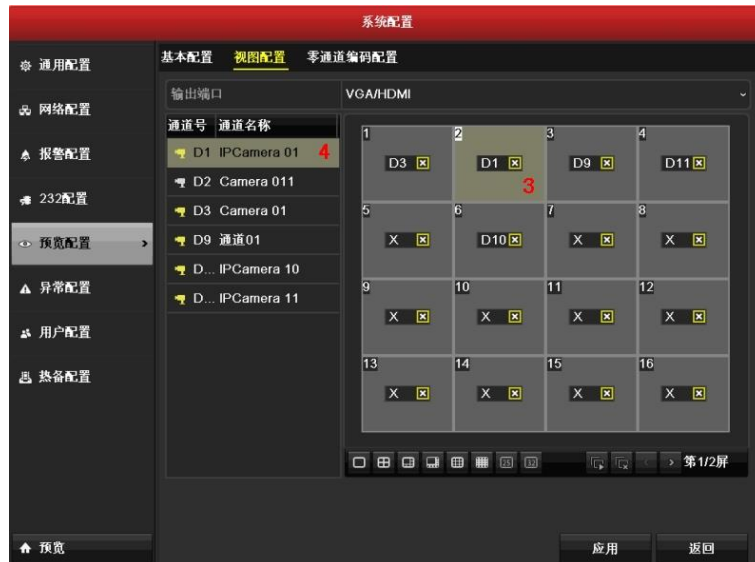 系统配置
通用配置
网络配置
报警配置
232配置
预览配置
异常配置
用户配置
热备配置
预览
基本配置 视图配置 零通道编码配置
输出端口 VGA/HDMI
通道号 通道名称
D1 IPCamera 01 4
D2 Camera 011
D3 Camera 01
D9 通道01
D... IPCamera 10
D... IPCamera 11
1 2 3 4
D3 D1 D9 D11
3
5 6 7 8
X D10 X X
9 10 11 12
X X X X
13 14 15 16
X X X X
25 32 第1/2屏
应用 返回